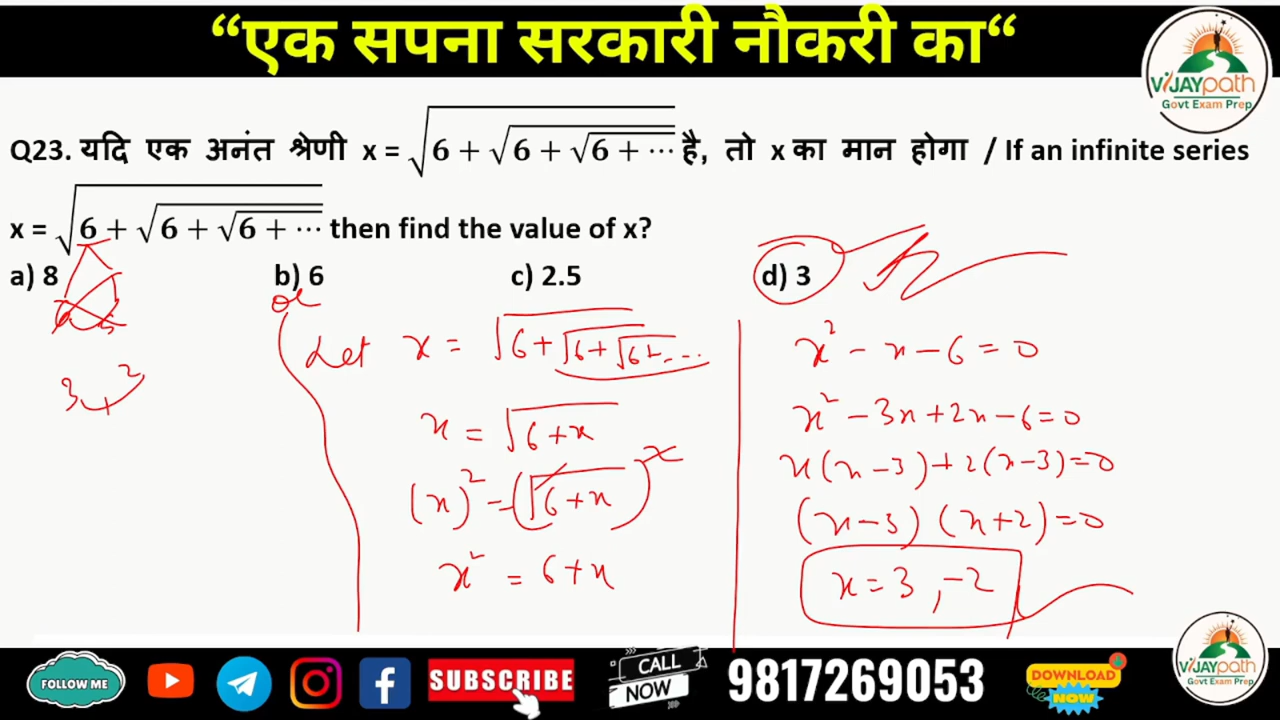 “एक सपना सरकारी नौकरी का“
VIJAYpath
Govt Exam Prep
Q23. यदि एक अनंत श्रेणी x = √(6 + √(6 + √(6 + ⋯ है, तो x का मान होगा / If an infinite series
x = √(6 + √(6 + √(6 + ⋯ then find the value of x?
a) 8 b) 6 c) 2.5 d) 3
3 2
or
Let x = √(6+√(6+√(6+...
x = √(6+x
(x)² = (√(6+x)²
x² = 6+x
x² - x - 6 = 0
x² - 3x + 2x - 6 = 0
x(x-3)+2(x-3)=0
(x-3) (x+2)=0
x = 3, -2
FOLLOW ME
SUBSCRIBE
CALL NOW
9817269053
DOWNLOAD NOW
VIJAYpath
Govt Exam Prep